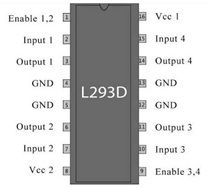 Enable 1,2 1 16 Vcc 1
Input 1 2 15 Input 4
Output 1 3 14 Output 4
GND 4 13 GND
L293D
GND 5 12 GND
Output 2 6 11 Output 3
Input 2 7 10 Input 3
Vcc 2 8 9 Enable 3,4